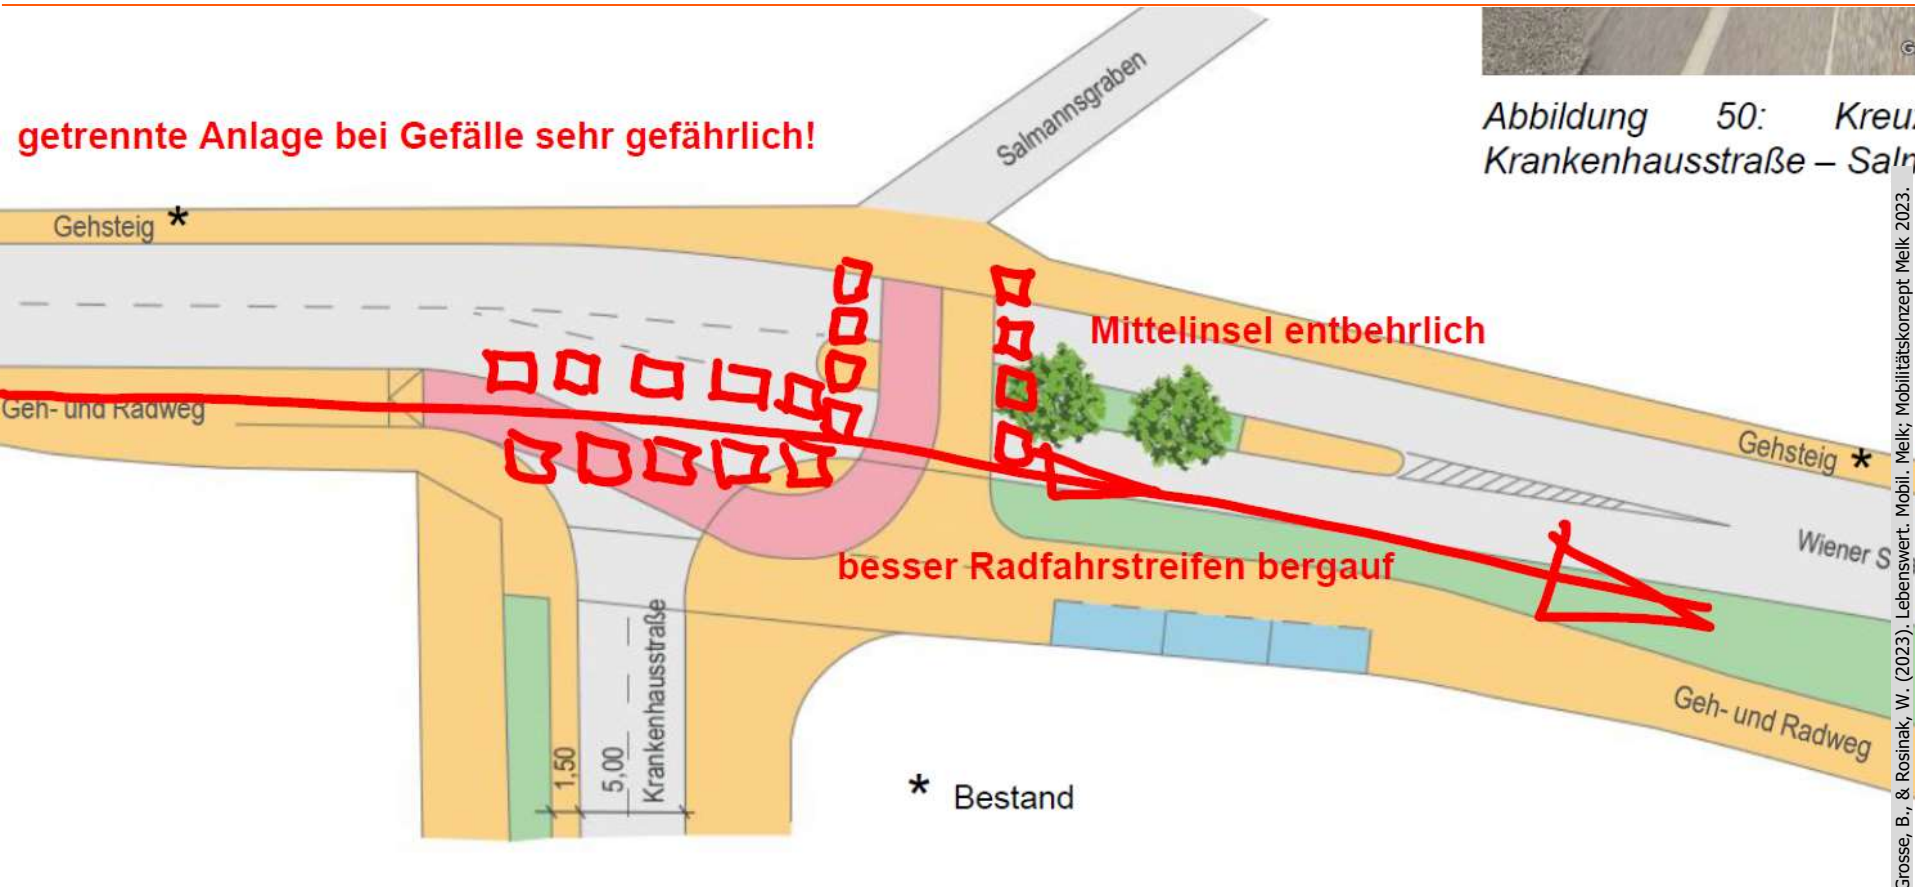 G
Abbildung 50: Kreuz
Krankenhausstraße – Saln
getrennte Anlage bei Gefälle sehr gefährlich!
Salmannsgraben
Gehsteig *
Mittelinsel entbehrlich
Geh- und Radweg
Gehsteig *
Wiener S
besser Radfahrstreifen bergauf
Krankenhausstraße
1,50
5,00
Geh- und Radweg
* Bestand
Grosse, B., & Rosinak, W. (2023). Lebenswert. Mobil. Melk; Mobilitätskonzept Melk 2023.